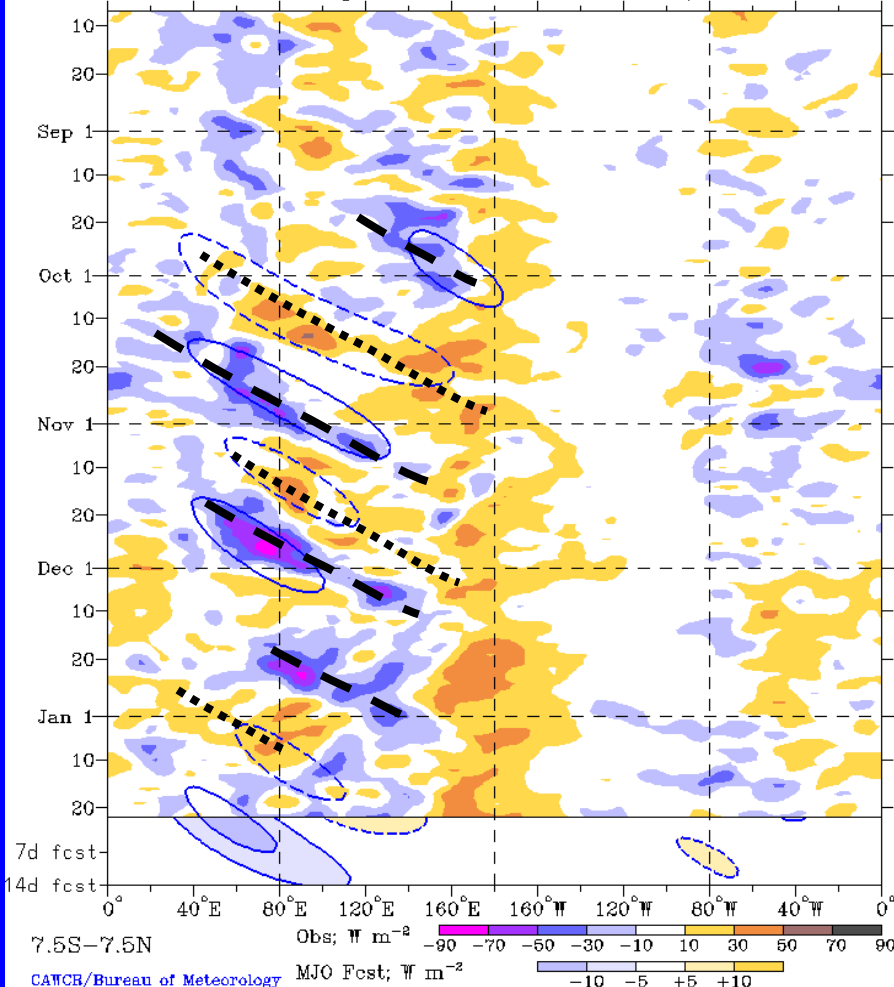 10
20
Sep 1
10
20
Oct 1
10
20
Nov 1
10
20
Dec 1
10
20
Jan 1
10
20
7d fcst
14d fcst
0° 40°E 80°E 120°E 160°E 160°W 120°W 80°W 40°W 0°
7.5S-7.5N
Obs; W m-2
-90 -70 -50 -30 -10 10 30 50 70 90
CAWCR/Bureau of Meteorology
MJO Fcst; W m-2
-10 -5 +5 +10